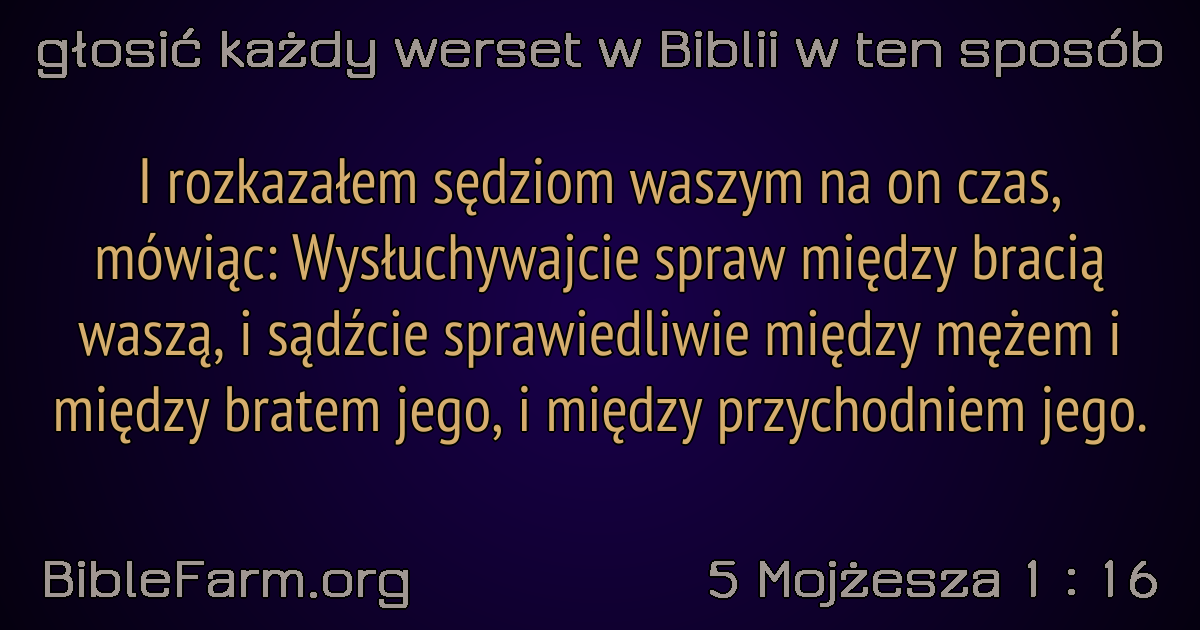 głosić każdy werset w Biblii w ten sposób
I rozkazałem sędziom waszym na on czas,
mówiąc: Wysłuchywajcie spraw między bracią
waszą, i sądźcie sprawiedliwie między mężem i
między bratem jego, i między przychodniem jego.
BibleFarm.org
5 Mojżesza 1 : 16